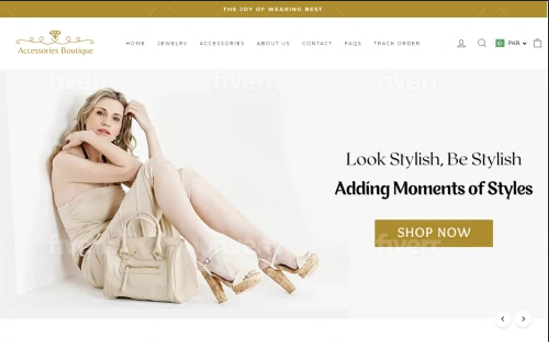 THE JOY OF WEARING BEST
Accessories Boutique
HOME JEWELRY ACCESSORIES ABOUT US CONTACT FAQS TRACK ORDER
PKR
fiverr
fiverr
Look Stylish, Be Stylish
Adding Moments of Styles
SHOP NOW
fiverr
fiverr
fiverr